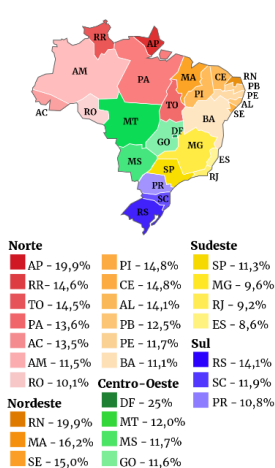 RR
AP
AM
PA
MA
CE
RN
PB
PE
AL
SE
PI
AC
RO
TO
BA
MT
DF
GO
MG
MS
ES
SP
RJ
PR
SC
RS
Norte
AP - 19,9%
RR - 14,6%
TO - 14,5%
PA - 13,6%
AC - 13,5%
AM - 11,5%
RO - 10,1%
Nordeste
RN - 19,9%
MA - 16,2%
SE - 15,0%
PI - 14,8%
CE - 14,8%
AL - 14,1%
PB - 12,5%
PE - 11,7%
BA - 11,1%
Centro-Oeste
DF - 25%
MT - 12,0%
MS - 11,7%
GO - 11,6%
Sudeste
SP - 11,3%
MG - 9,6%
RJ - 9,2%
ES - 8,6%
Sul
RS - 14,1%
SC - 11,9%
PR - 10,8%